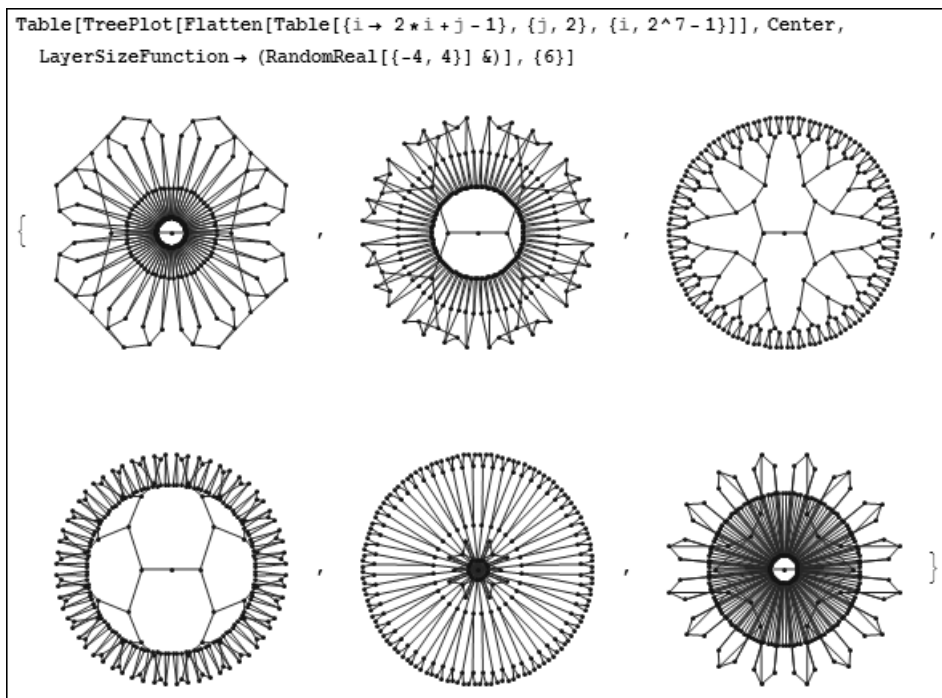 Table[TreePlot[Flatten[Table[{i → 2 * i + j - 1}, {j, 2}, {i, 2^7 - 1}]], Center,
LayerSizeFunction → (RandomReal[{-4, 4}] &)], {6}]
{ , , ,
, , }